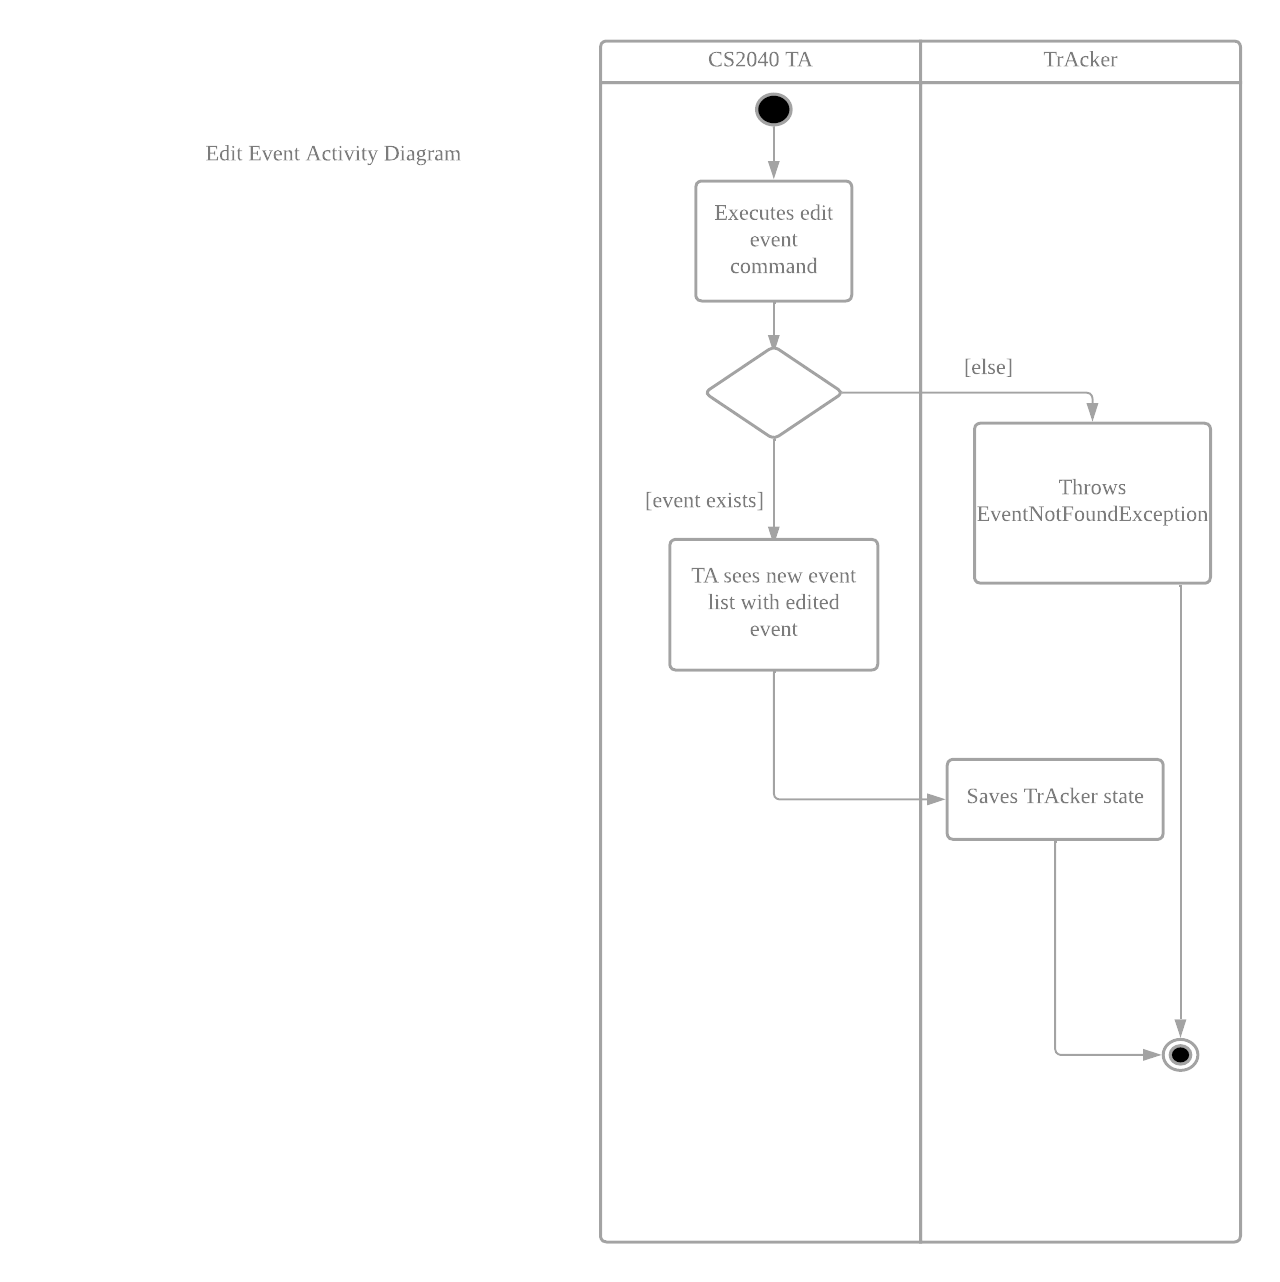 CS2040 TA
TrAcker
Edit Event Activity Diagram
Executes edit
event
command
[else]
[event exists]
Throws
EventNotFoundException
TA sees new event
list with edited
event
Saves TrAcker state